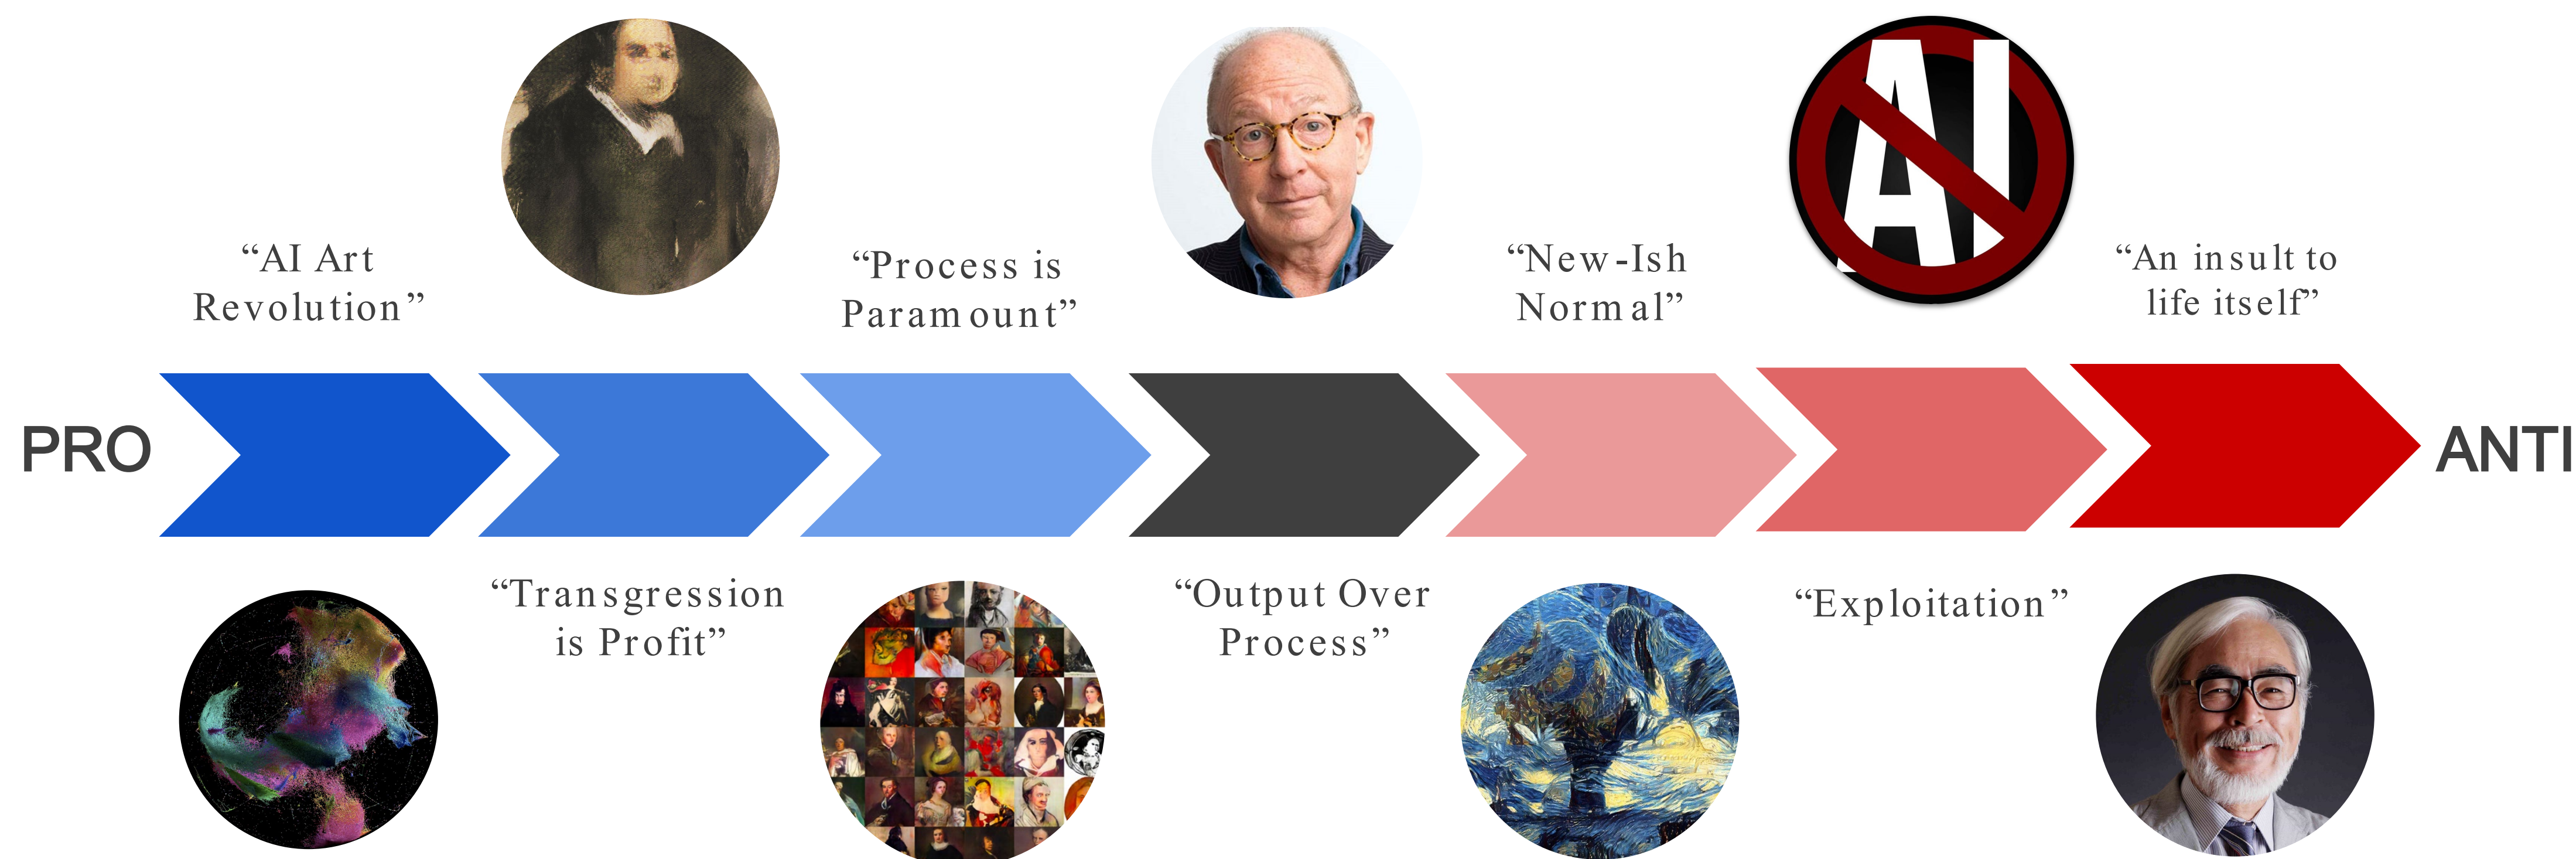 “AI Art
Revolution”
“Process is
Paramount”
“New-Ish
Normal”
AI
“An insult to
life itself”
PRO
ANTI
“Transgression
is Profit”
“Output Over
Process”
“Exploitation”